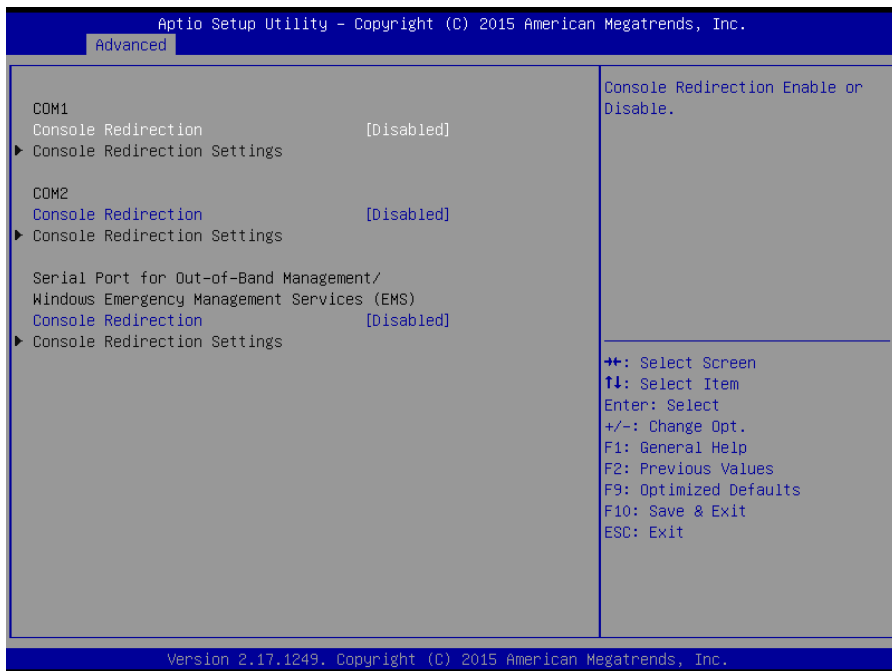 Aptio Setup Utility – Copyright (C) 2015 American Megatrends, Inc.
Advanced
COM1
Console Redirection [Disabled]
Console Redirection Settings
COM2
Console Redirection [Disabled]
Console Redirection Settings
Serial Port for Out-of-Band Management/
Windows Emergency Management Services (EMS)
Console Redirection [Disabled]
Console Redirection Settings
Console Redirection Enable or
Disable.
→←: Select Screen
↑↓: Select Item
Enter: Select
+/-: Change Opt.
F1: General Help
F2: Previous Values
F9: Optimized Defaults
F10: Save & Exit
ESC: Exit
Version 2.17.1249. Copyright (C) 2015 American Megatrends, Inc.